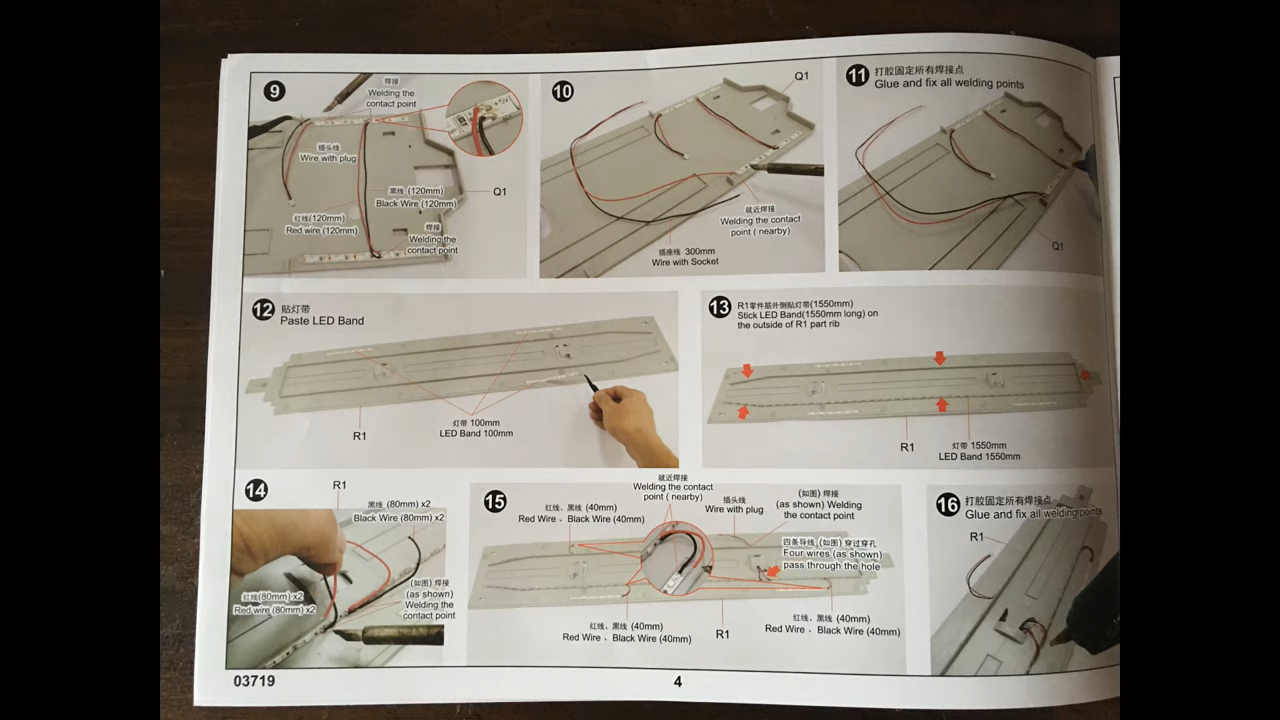 9
焊接
Welding the
contact point
插头线
Wire with plug
黑线 (120mm)
Black Wire (120mm)
Q1
红线(120mm)
Red wire (120mm)
焊接
Welding the
contact point
10
Q1
就近焊接
Welding the contact
point ( nearby)
插座线 300mm
Wire with Socket
11
打胶固定所有焊接点
Glue and fix all welding points
Q1
12
贴灯带
Paste LED Band
灯带 100mm
LED Band 100mm
R1
13
R1零件筋外侧贴灯带(1550mm)
Stick LED Band(1550mm long) on
the outside of R1 part rib
R1
灯带 1550mm
LED Band 1550mm
14
R1
黑线 (80mm) x2
Black Wire (80mm) x2
(如图) 焊接
(as shown)
Welding the
contact point
红线(80mm) x2
Red wire (80mm) x2
15
就近焊接
Welding the contact
point ( nearby)
红线、黑线 (40mm)
Red Wire 、Black Wire (40mm)
插头线
Wire with plug
(如图) 焊接
(as shown) Welding
the contact point
四条导线 (如图) 穿过穿孔
Four wires (as shown)
pass through the hole
红线、黑线 (40mm)
Red Wire 、Black Wire (40mm)
R1
红线、黑线 (40mm)
Red Wire 、Black Wire (40mm)
16
打胶固定所有焊接点
Glue and fix all welding points
R1
03719
4